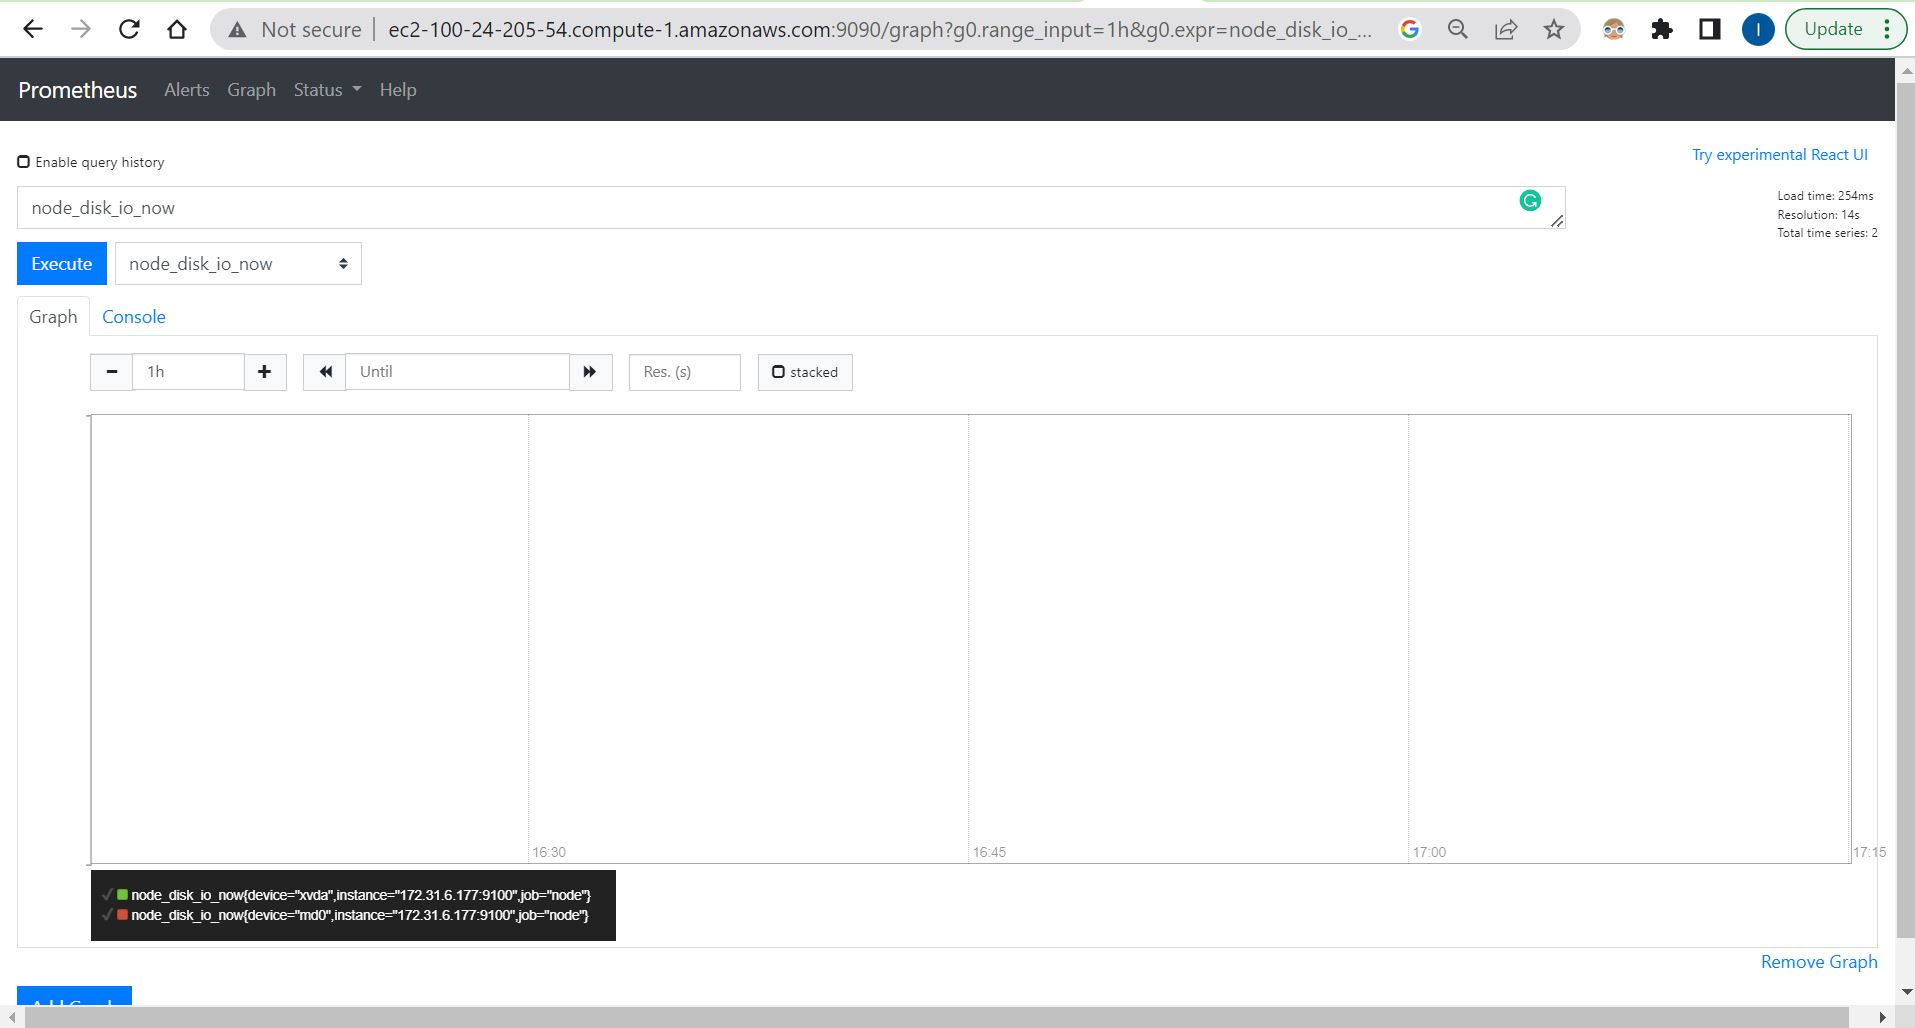 Not secure ec2-100-24-205-54.compute-1.amazonaws.com:9090/graph?g0.range_input=1h&g0.expr=node_disk_io_... I Update
Prometheus Alerts Graph Status Help
Enable query history
Try experimental React UI
node_disk_io_now
Load time: 254ms
Resolution: 14s
Total time series: 2
Execute node_disk_io_now
Graph Console
1h Until Res. (s) stacked
16:30 16:45 17:00 17:15
node_disk_io_now{device="xvda",instance="172.31.6.177:9100",job="node"}
node_disk_io_now{device="md0",instance="172.31.6.177:9100",job="node"}
Remove Graph
Add Graph